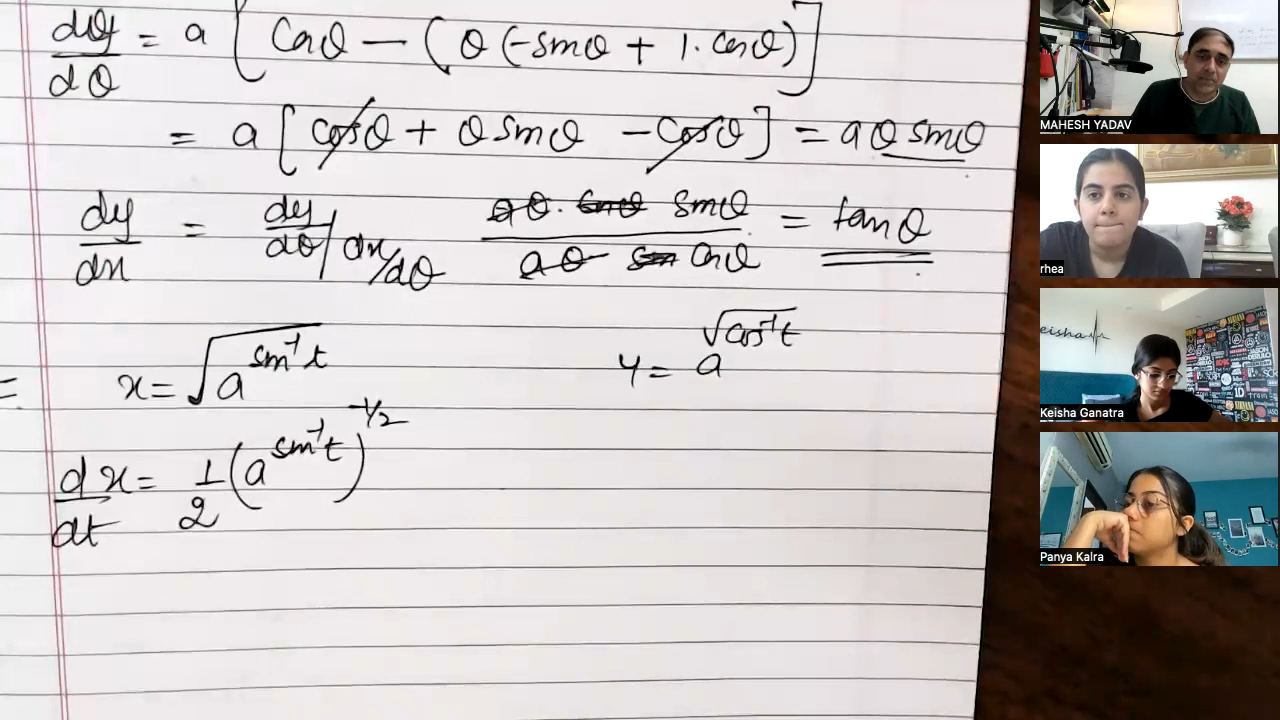 dy/dθ = a [ Cosθ − ( θ (−sinθ + 1. Cosθ) ]
= a [ cosθ + θ sinθ − cosθ ] = aθ sinθ
dy/dx = dy/dθ / dx/dθ aθ. sinθ / aθ Cosθ = tanθ
x = √a^(sin⁻¹t) y = a^(√cos⁻¹t)
=
d/dt x = 1/2 (a^(sin⁻¹t))^(-1/2)
MAHESH YADAV
rhea
eisha
Keisha Ganatra
Panya Kalra